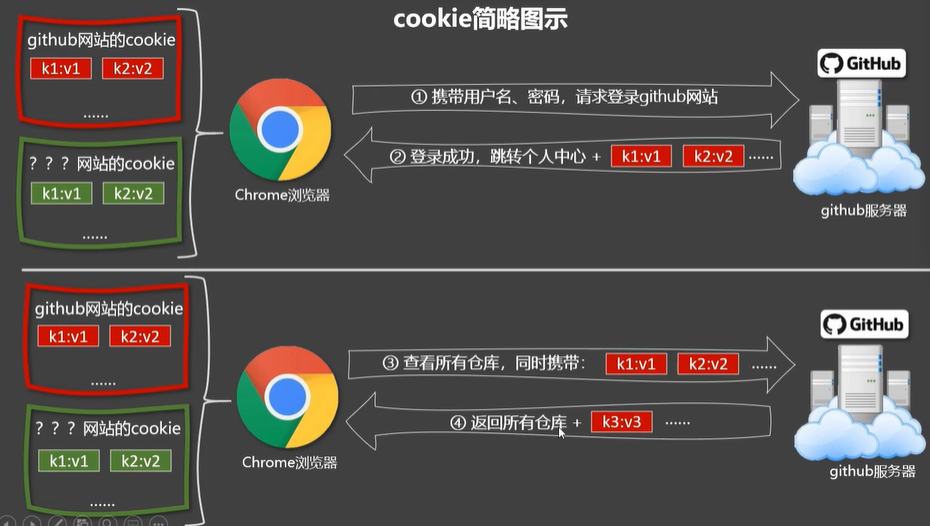 cookie简略图示
github网站的cookie
k1:v1 k2:v2
......
？？？网站的cookie
k1:v1 k2:v2
......
Chrome浏览器
① 携带用户名、密码，请求登录github网站
② 登录成功，跳转个人中心 + k1:v1 k2:v2 ......
GitHub
github服务器
github网站的cookie
k1:v1 k2:v2
......
？？？网站的cookie
k1:v1 k2:v2
......
Chrome浏览器
③ 查看所有仓库，同时携带： k1:v1 k2:v2 ......
④ 返回所有仓库 + k3:v3 ......
GitHub
github服务器